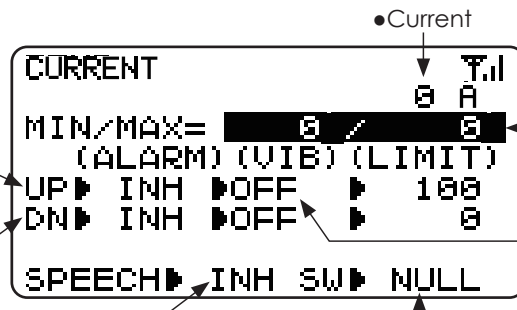 ●Current
CURRENT
0 A
MIN/MAX= 0 / 0
(ALARM)(VIB)(LIMIT)
UP▶ INH ▶OFF ▶ 100
DN▶ INH ▶OFF ▶ 0
SPEECH▶ INH SW▶ NULL